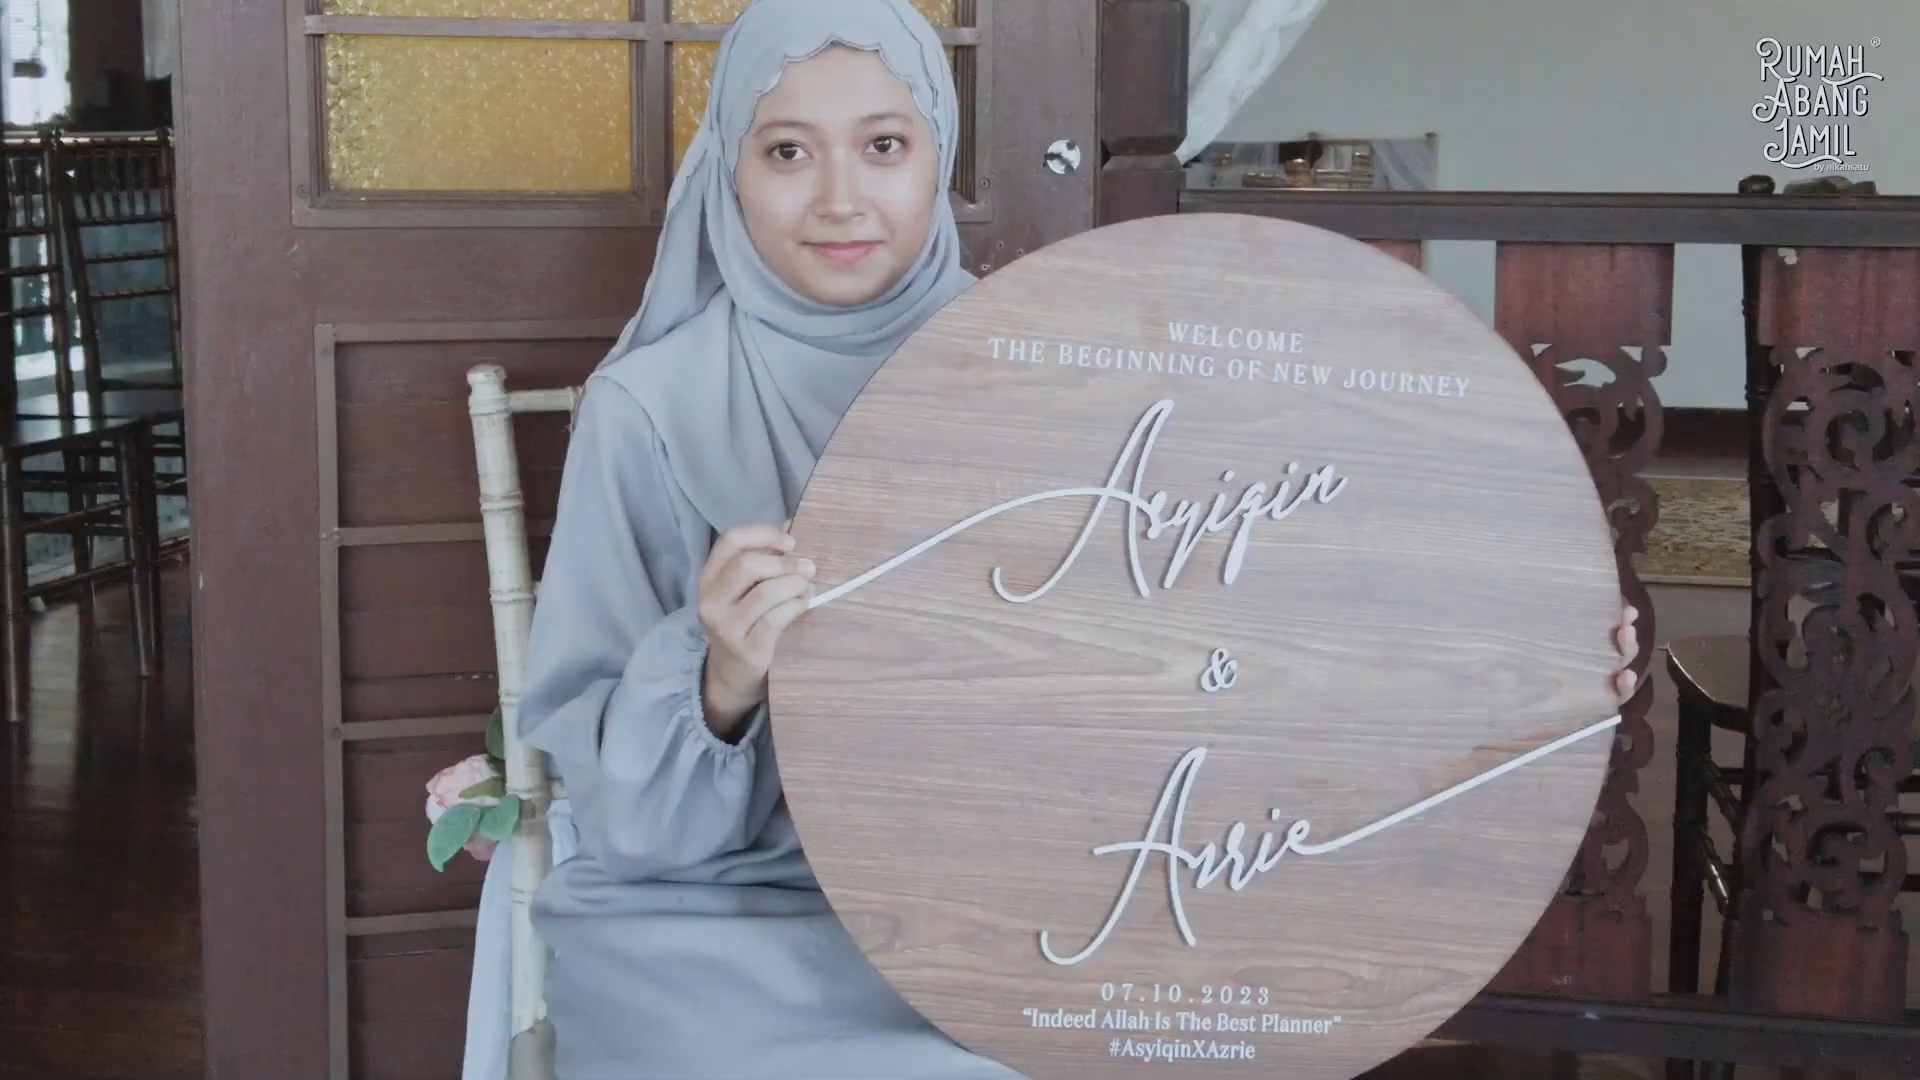 RUMAH
ABANG
JAMIL
by nikahsatu
WELCOME
THE BEGINNING OF NEW JOURNEY
Asyiqin
&
Azrie
07.10.2023
“Indeed Allah Is The Best Planner”
#AsyiqinXAzrie